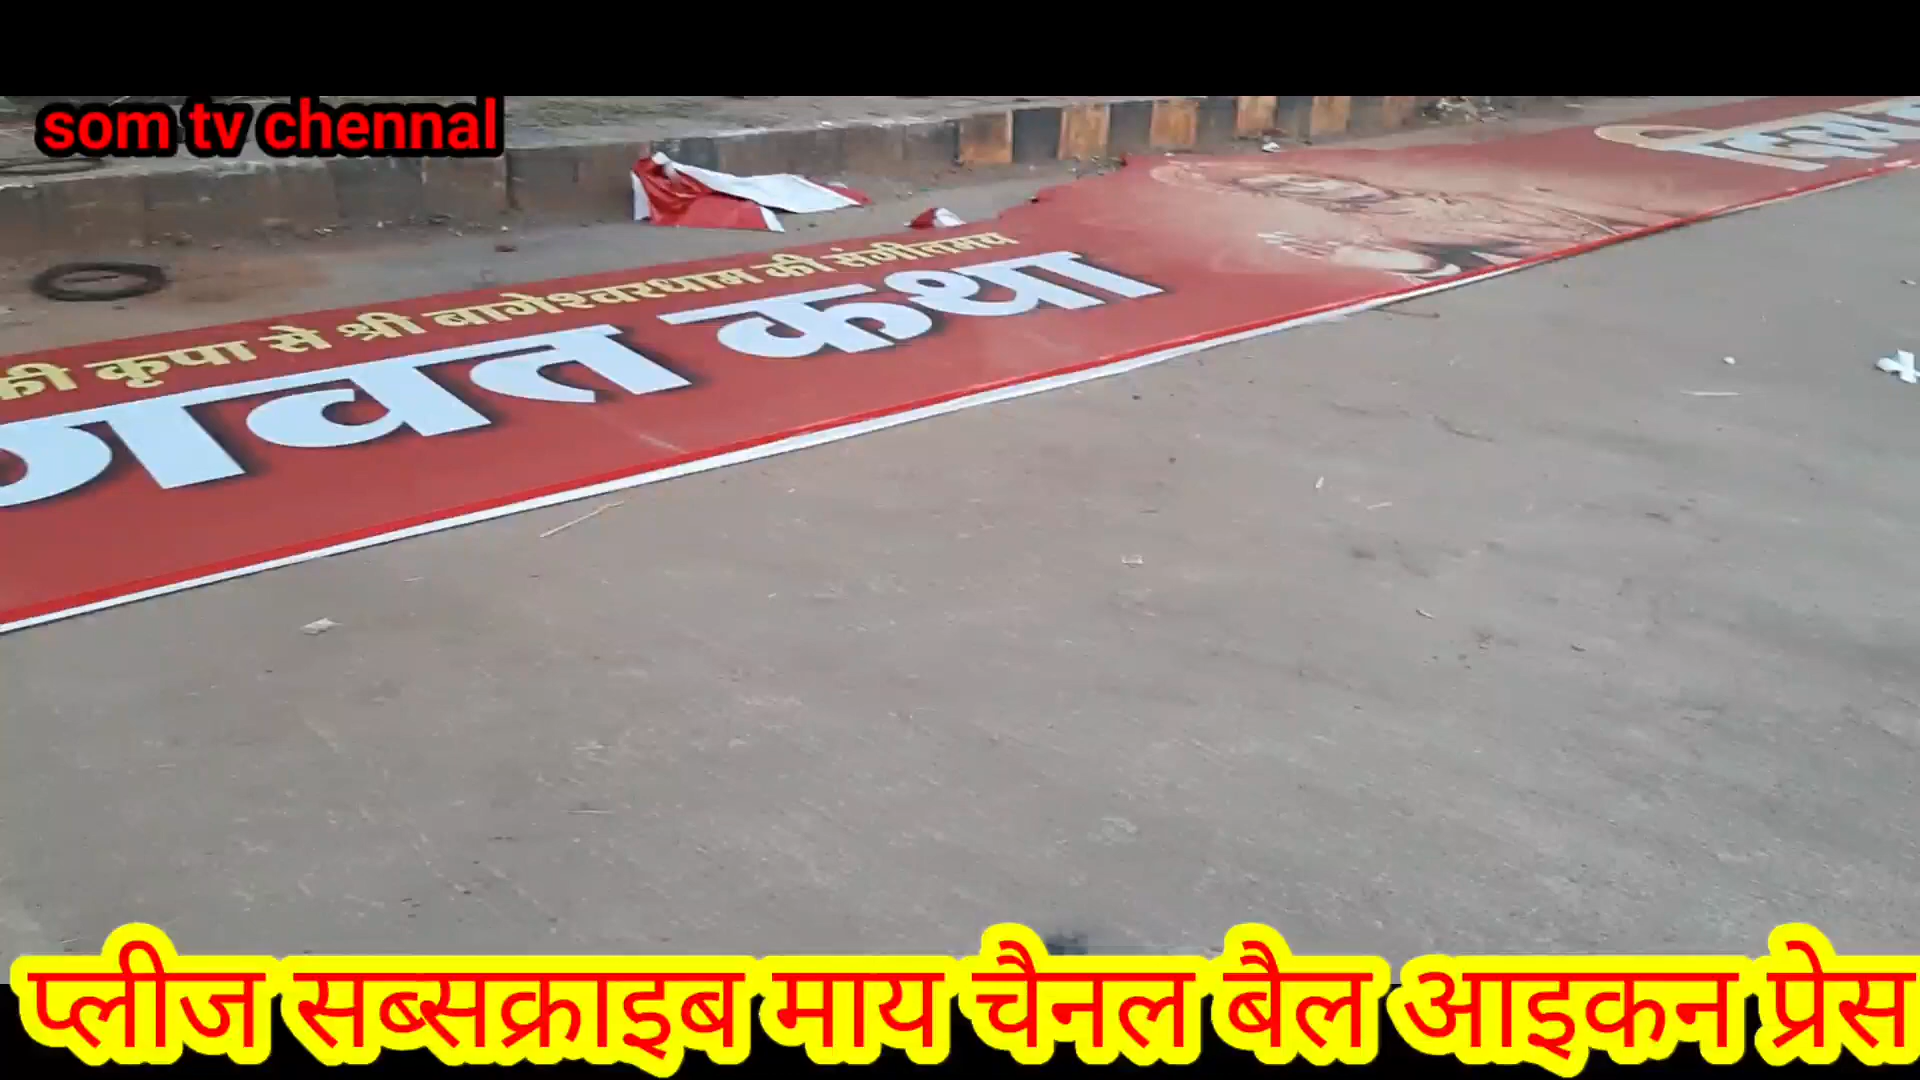 som tv chennal
की कृपा से श्री बागेश्वरधाम की संगीतमय
गवत कथा
प्लीज सब्सक्राइब माय चैनल बैल आइकन प्रेस